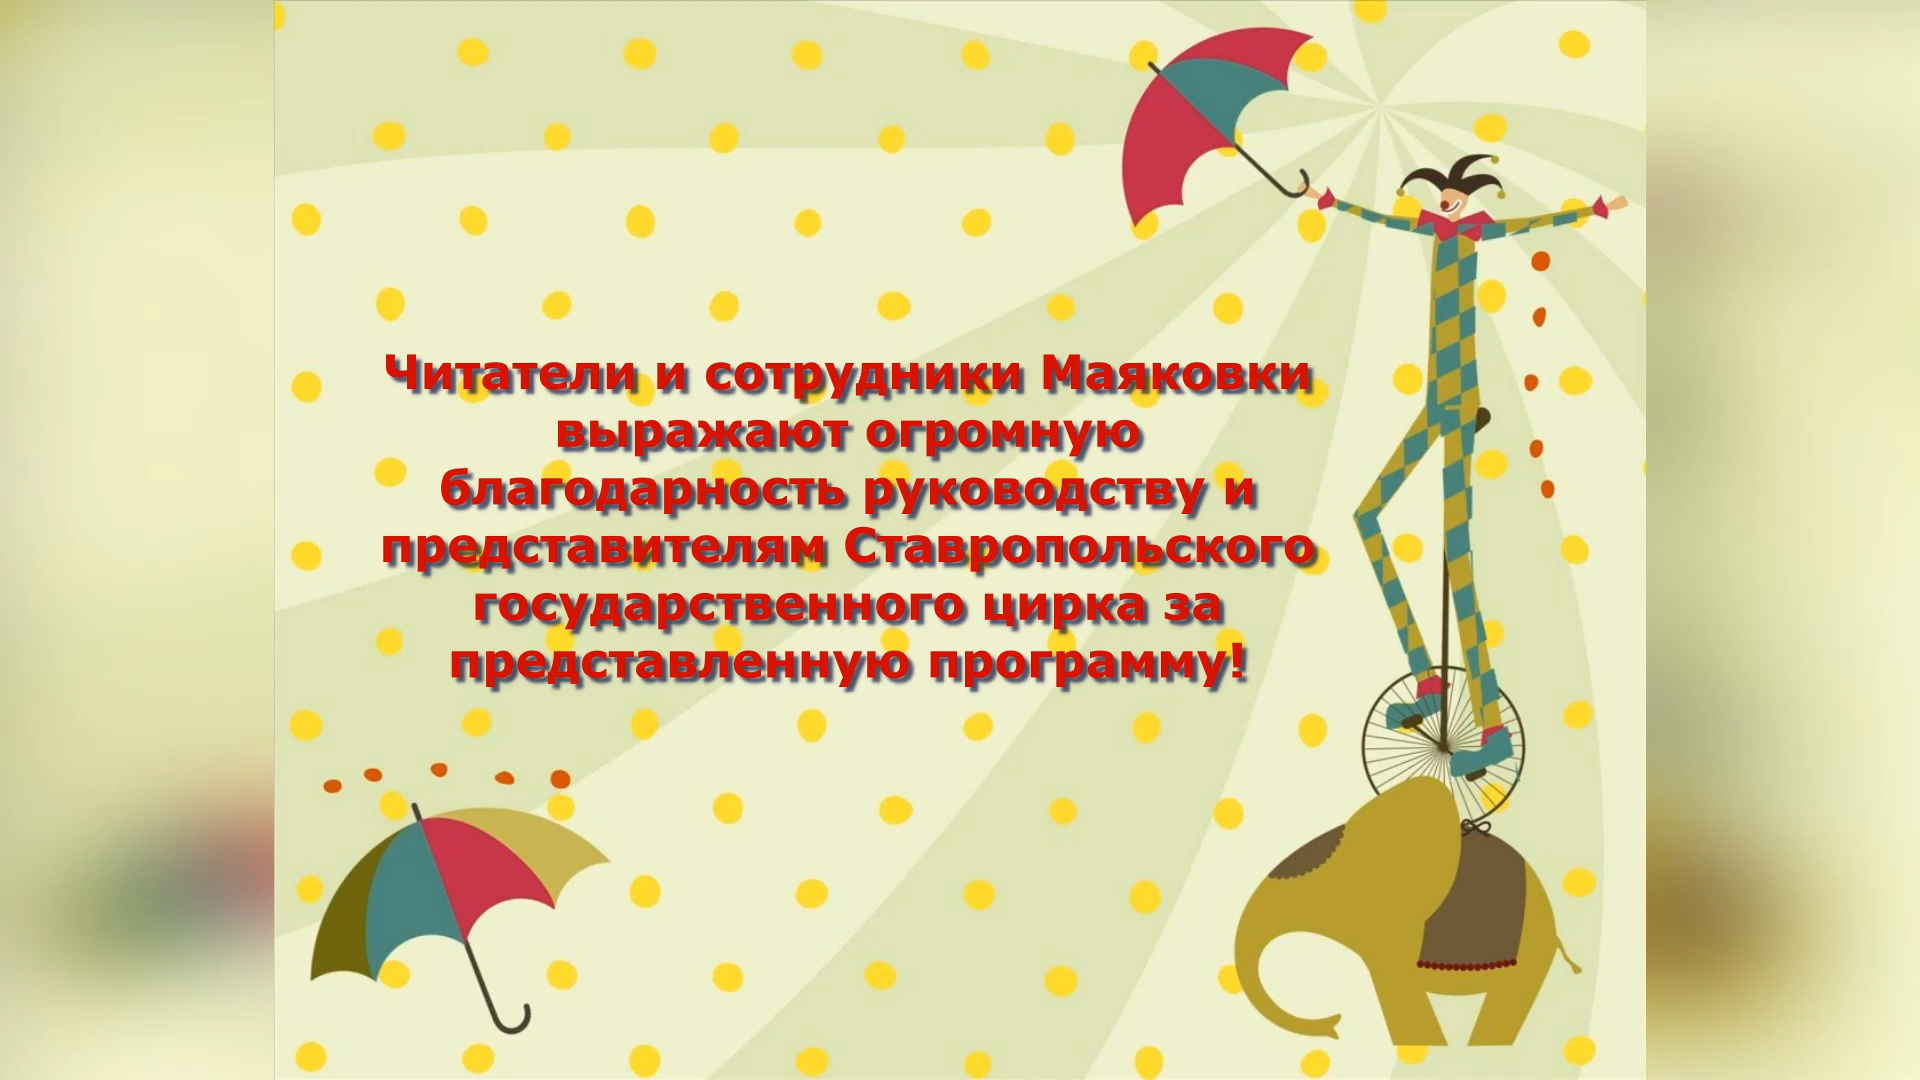 Читатели и сотрудники Маяковки
выражают огромную
благодарность руководству и
представителям Ставропольского
государственного цирка за
представленную программу!